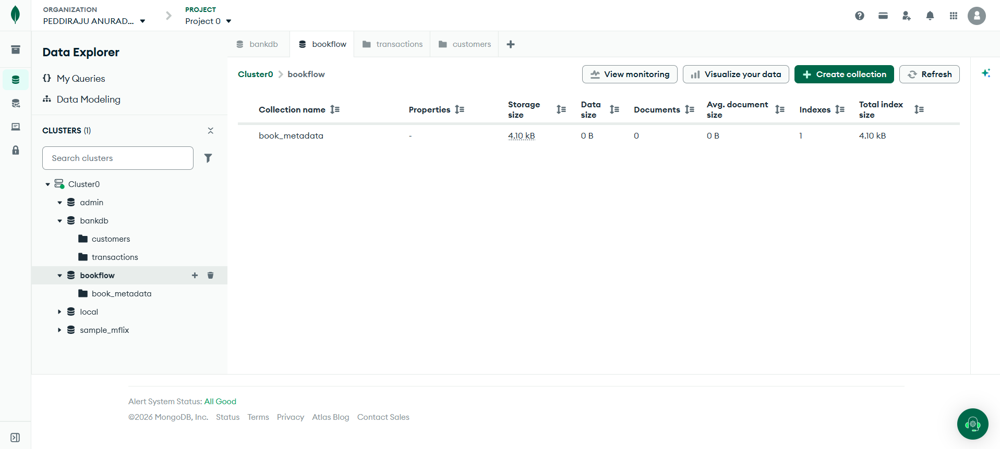 ORGANIZATION
PEDDIRAJU ANURAD...
PROJECT
Project 0
Data Explorer
My Queries
Data Modeling
CLUSTERS (1)
Search clusters
Cluster0
admin
bankdb
customers
transactions
bookflow
book_metadata
local
sample_mflix
bankdb
bookflow
transactions
customers
Cluster0 bookflow
View monitoring
Visualize your data
Create collection
Refresh
Collection name Properties Storage size Data size Documents Avg. document size Indexes Total index size
book_metadata - 4.10 kB 0 B 0 0 B 1 4.10 kB
Alert System Status: All Good
©2026 MongoDB, Inc. Status Terms Privacy Atlas Blog Contact Sales